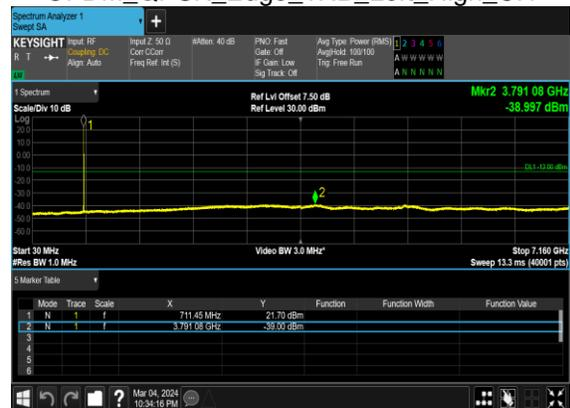 Spectrum Analyzer 1
Swept SA
+
KEYSIGHT Input: RF Input Z: 50 Ω #Atten: 40 dB PNO: Fast Avg Type: Power (RMS) 1 2 3 4 5 6
R T Coupling: DC Corr CCorr Gate: Off Avg|Hold: 100/100 A W W W W W
Align: Auto Freq Ref: Int (S) IF Gain: Low Trig: Free Run
LW Sig Track: Off A N N N N N
1 Spectrum Ref Lvl Offset 7.50 dB Mkr2 3.791 08 GHz
Scale/Div 10 dB Ref Level 30.00 dBm -38.997 dBm
Log
20.0
10.0
0.00
-10.0
-20.0
-30.0
-40.0
-50.0
-60.0
1
DL1 -13.00 dBm
2
Start 30 MHz Video BW 3.0 MHz* Stop 7.160 GHz
#Res BW 1.0 MHz Sweep 13.3 ms (40001 pts)
5 Marker Table
Mode Trace Scale X Y Function Function Width Function Value
1 N 1 f 711.45 MHz 21.70 dBm
2 N 1 f 3.791 08 GHz -39.00 dBm
3
4
5
6
? Mar 04, 2024
10:34:16 PM